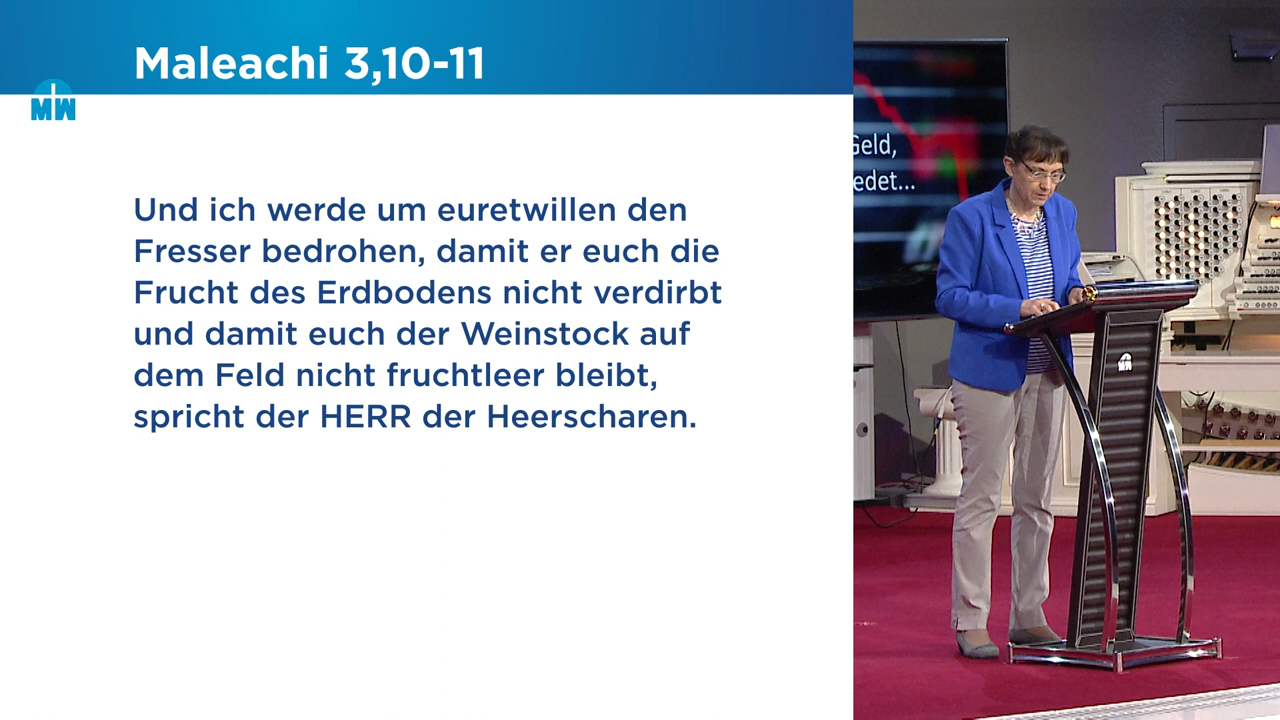 Maleachi 3,10-11
MW
Und ich werde um euretwillen den
Fresser bedrohen, damit er euch die
Frucht des Erdbodens nicht verdirbt
und damit euch der Weinstock auf
dem Feld nicht fruchtleer bleibt,
spricht der HERR der Heerscharen.
Geld,
edet...